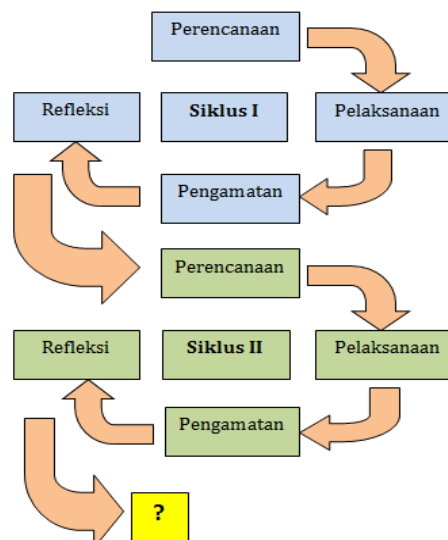 Perencanaan
Refleksi
Siklus I
Pelaksanaan
Pengamatan
Perencanaan
Refleksi
Siklus II
Pelaksanaan
Pengamatan
?